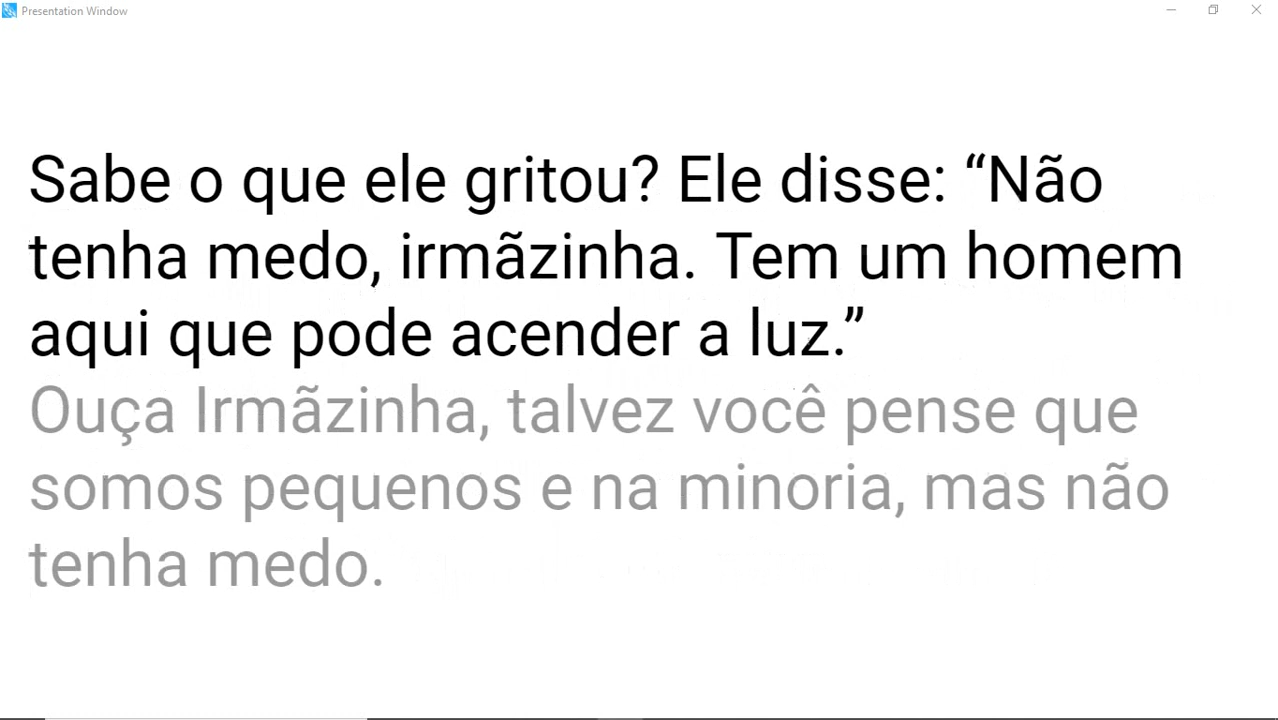 Presentation Window
Sabe o que ele gritou? Ele disse: “Não
tenha medo, irmãzinha. Tem um homem
aqui que pode acender a luz.”
Ouça Irmãzinha, talvez você pense que
somos pequenos e na minoria, mas não
tenha medo.